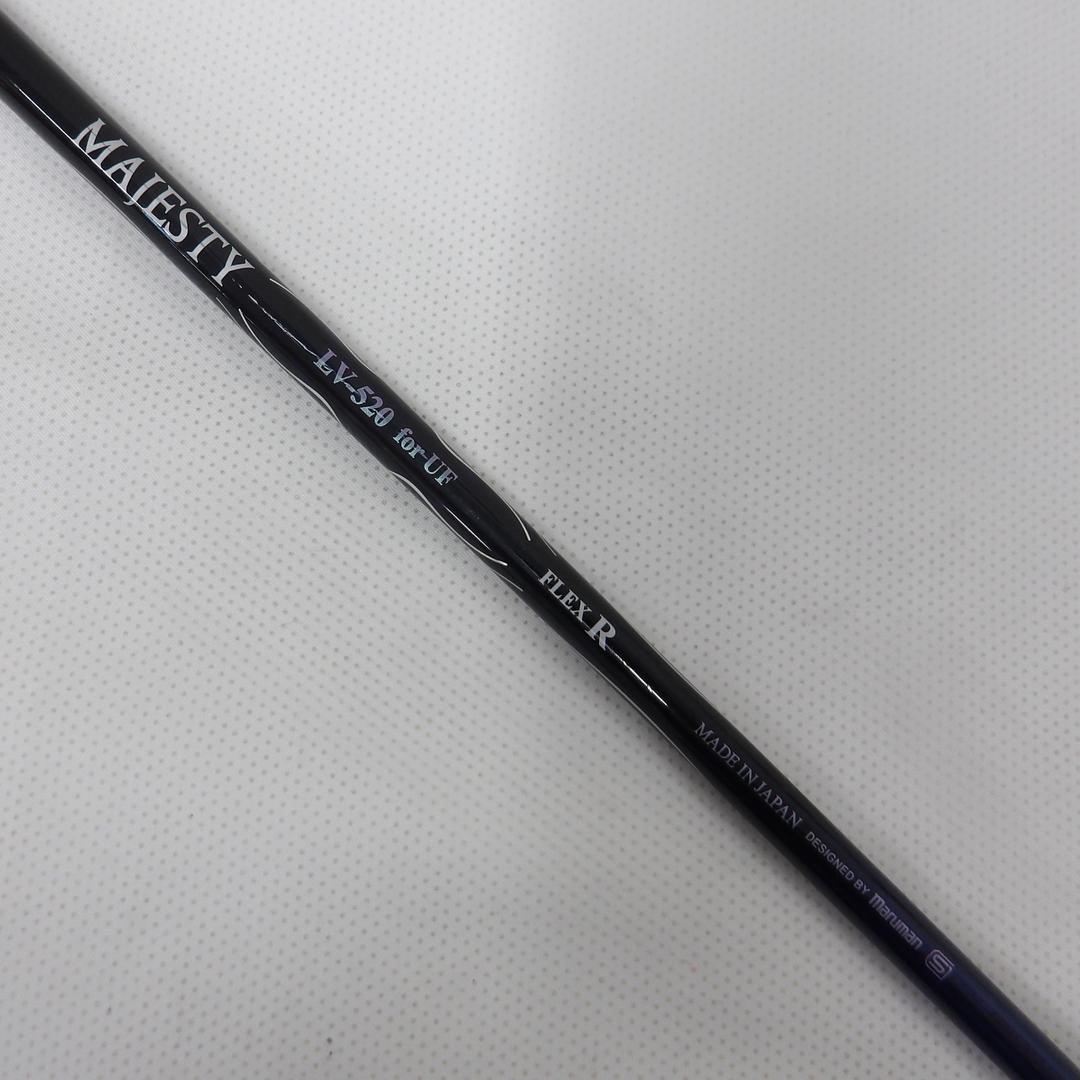 MAJESTY
LV-520 for UF
FLEX R
MADE IN JAPAN DESIGNED BY maruman S